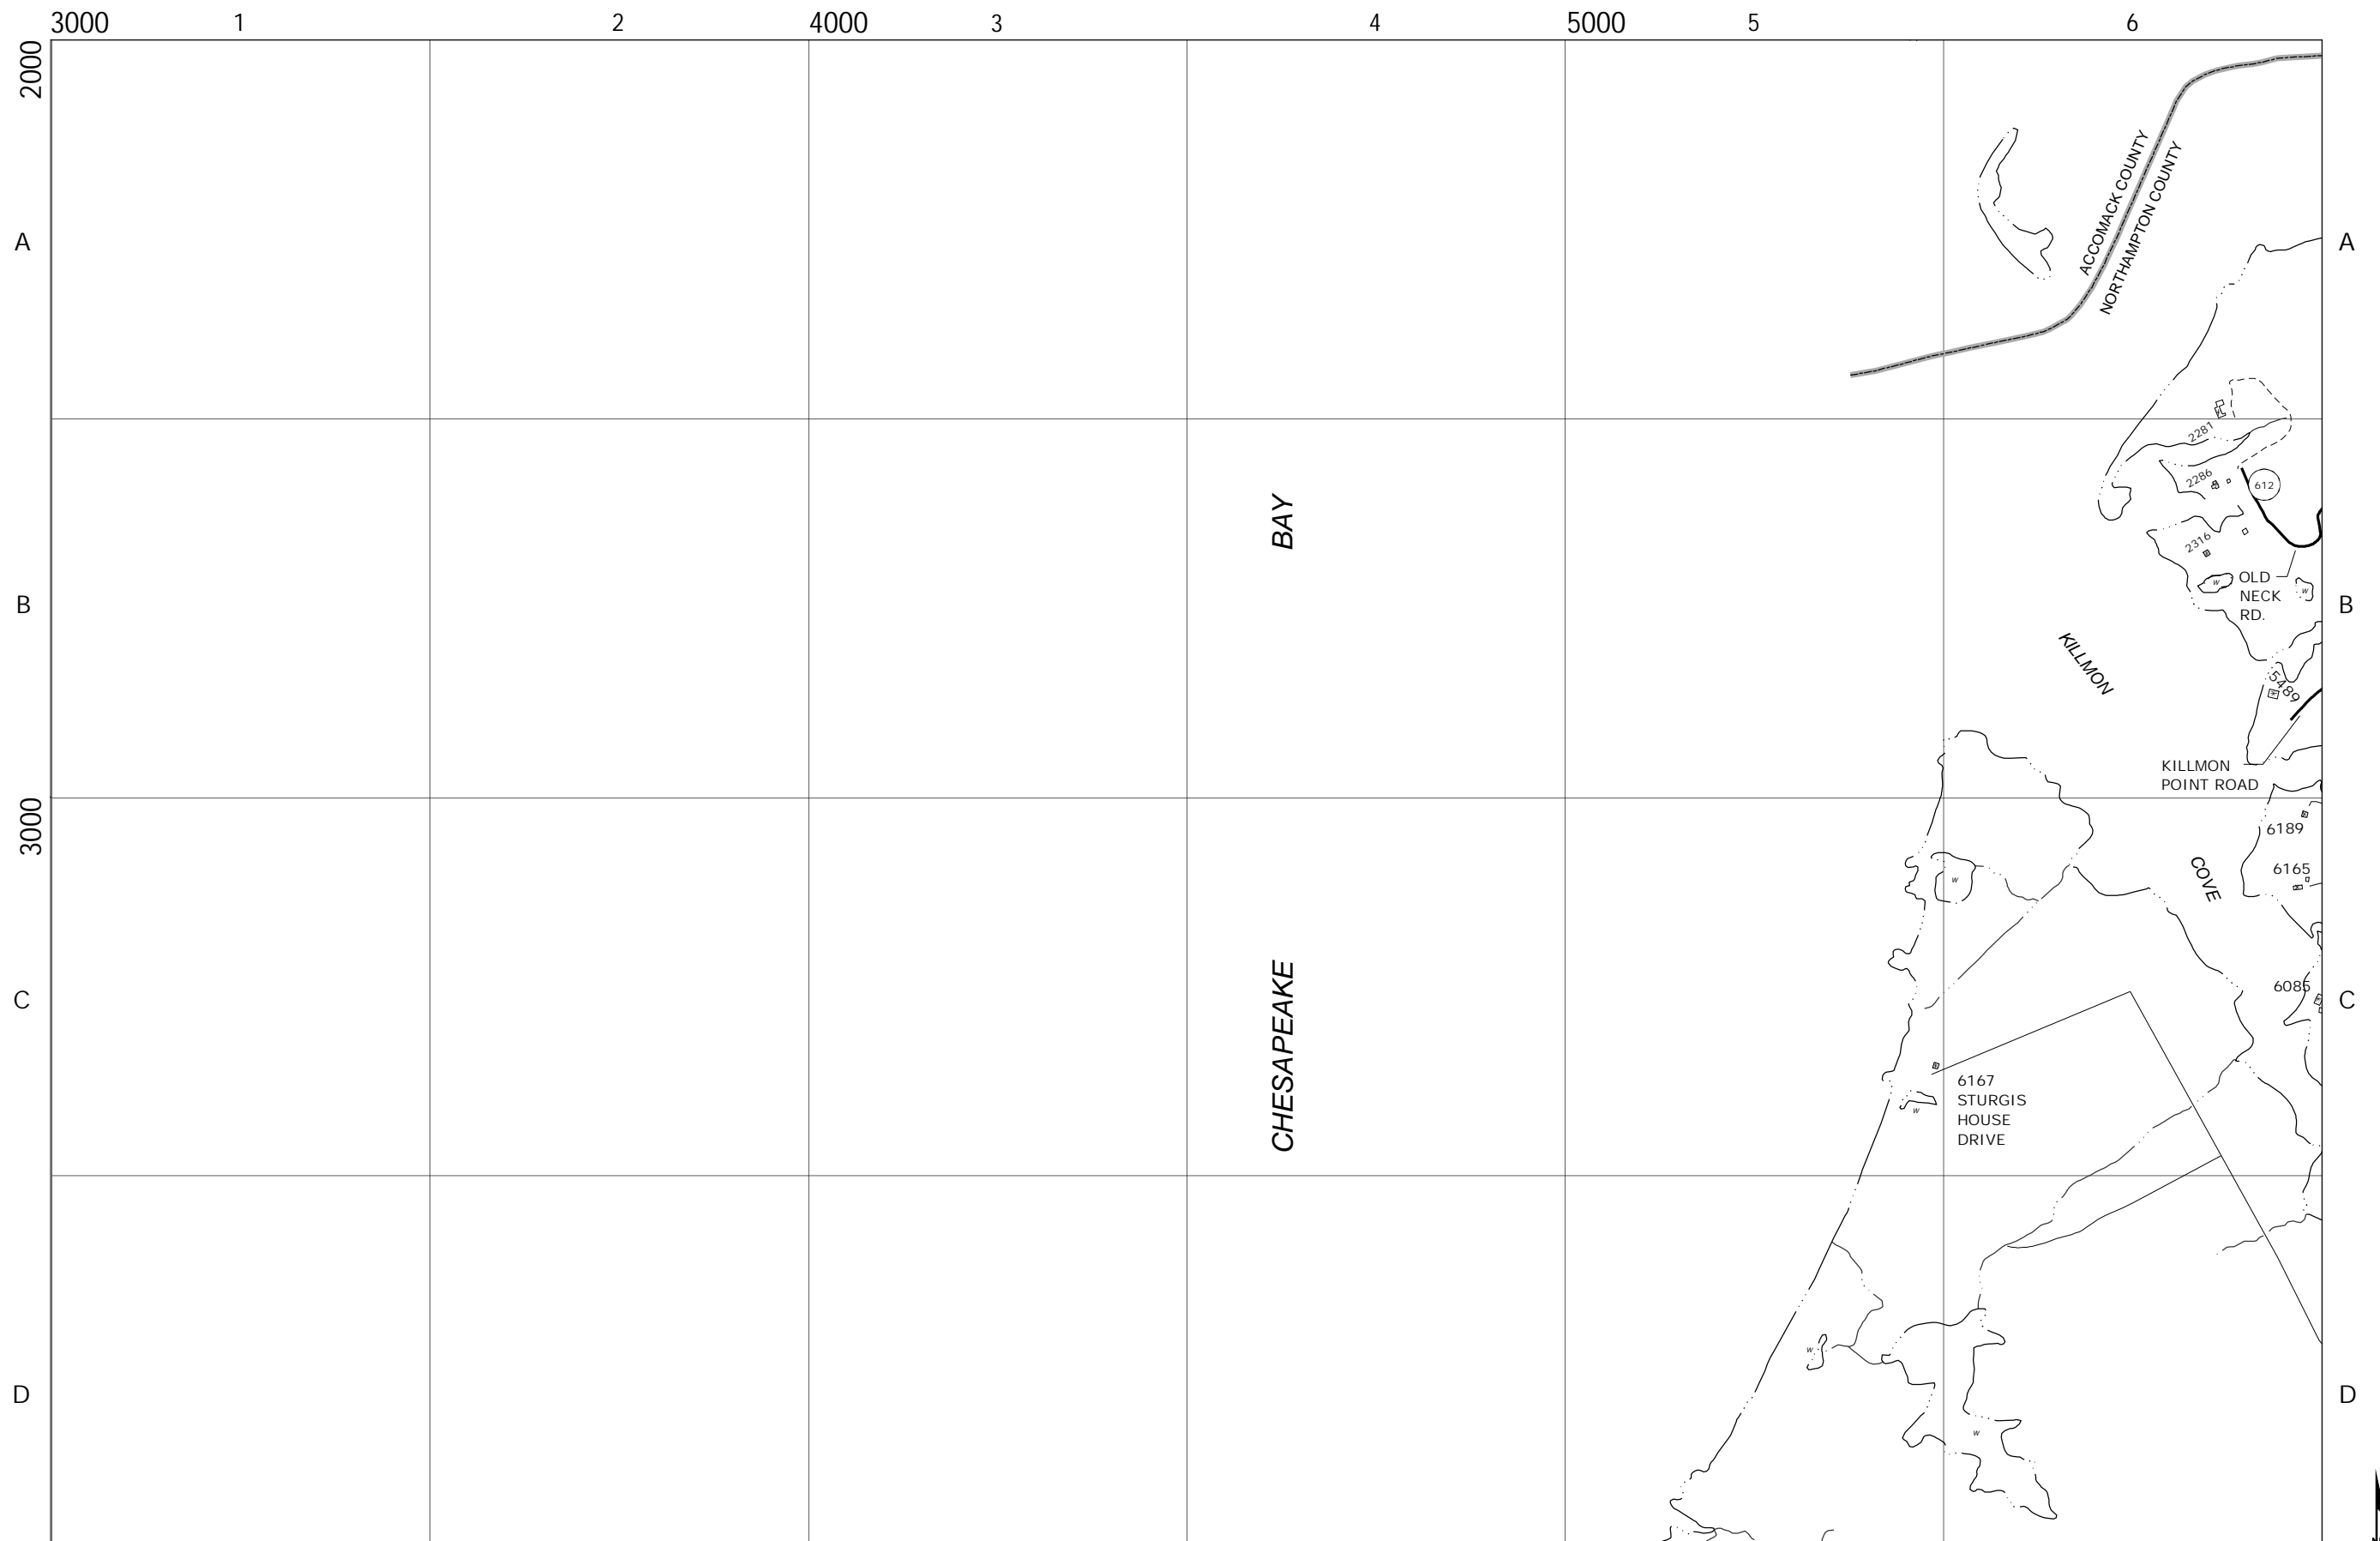 3000 1 2 4000 3 4 5000 5 6
2000
ACCOMACK COUNTY
NORTHAMPTON COUNTY
A A
2281
2286
612
BAY
2316
W
OLD
NECK
RD.
W
B B
KILLMON
5489
KILLMON
POINT ROAD
3000
6189
6165
COVE
W
6085
C C
CHESAPEAKE
6167
STURGIS
HOUSE
DRIVE
W
W
D D
W